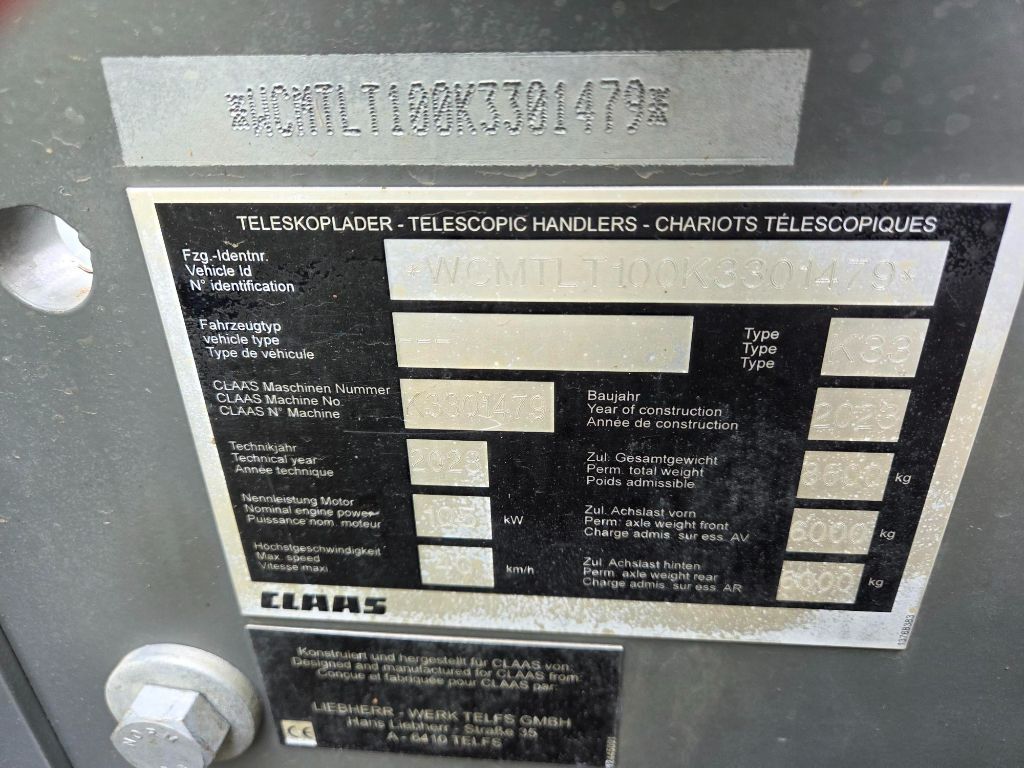 *WCMTLT100K3301479*
TELESKOPLADER - TELESCOPIC HANDLERS - CHARIOTS TÉLESCOPIQUES
Fzg.-Identnr.
Vehicle Id
N° identification
*WCMTLT100K3301479*
Fahrzeugtyp
vehicle type
Type de véhicule
---
Type
Type
Type
K33
CLAAS Maschinen Nummer
CLAAS Machine No.
CLAAS N° Machine
K3301479
Baujahr
Year of construction
Année de construction
Technikjahr
Technical year
Année technique
Zul. Gesamtgewicht
Perm. total weight
Poids admissible
kg
Nennleistung Motor
Nominal engine power
Puissance nom. moteur
kW
Zul. Achslast vorn
Perm. axle weight front
Charge admis. sur ess. AV
6000
kg
Höchstgeschwindigkeit
Max. speed
Vitesse maxi
km/h
Zul. Achslast hinten
Perm. axle weight rear
Charge admis. sur ess. AR
kg
CLAAS
13768383
Konstruiert und hergestellt für CLAAS von:
Designed and manufactured for CLAAS from:
Conçue et fabriquée pour CLAAS par:
LIEBHERR - WERK TELFS GMBH
Hans Liebherr - Straße 35
A - 6410 TELFS
CE